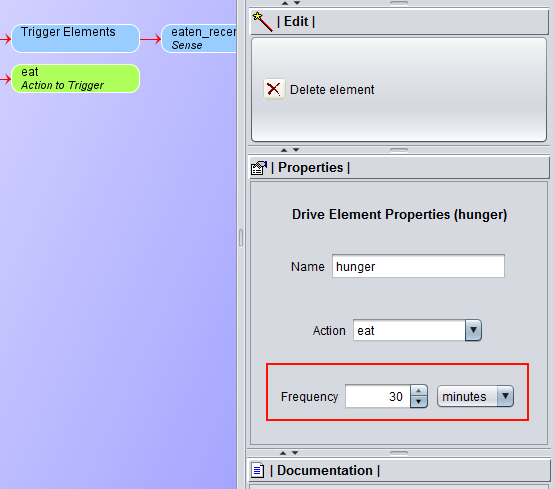 Trigger Elements
eaten_recen
Sense
eat
Action to Trigger
| Edit |
Delete element
| Properties |
Drive Element Properties (hunger)
Name hunger
Action eat
Frequency 30 minutes
| Documentation |